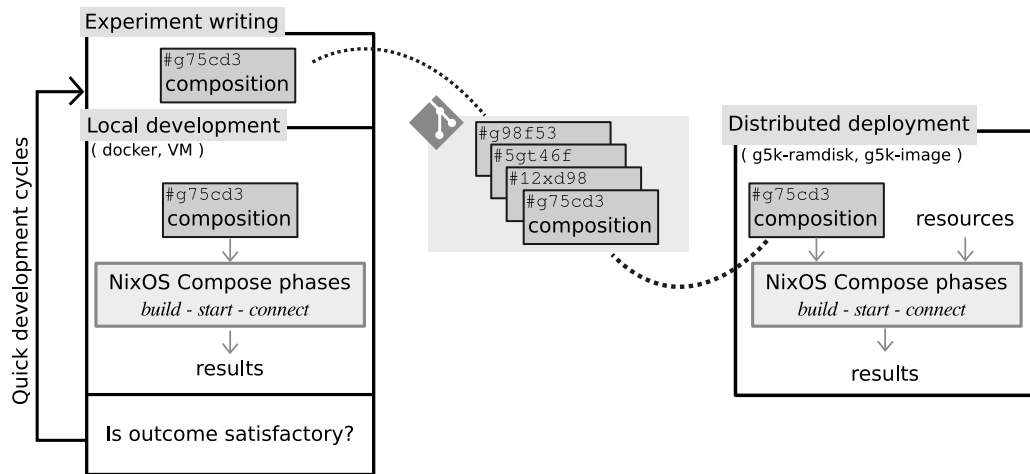 Experiment writing
#g75cd3
composition
Local development
( docker, VM )
#g75cd3
composition
NixOS Compose phases
build - start - connect
results
Is outcome satisfactory?
Quick development cycles
#g98f53
#5gt46f
#12xd98
#g75cd3
composition
Distributed deployment
( g5k-ramdisk, g5k-image )
#g75cd3
composition
resources
NixOS Compose phases
build - start - connect
results